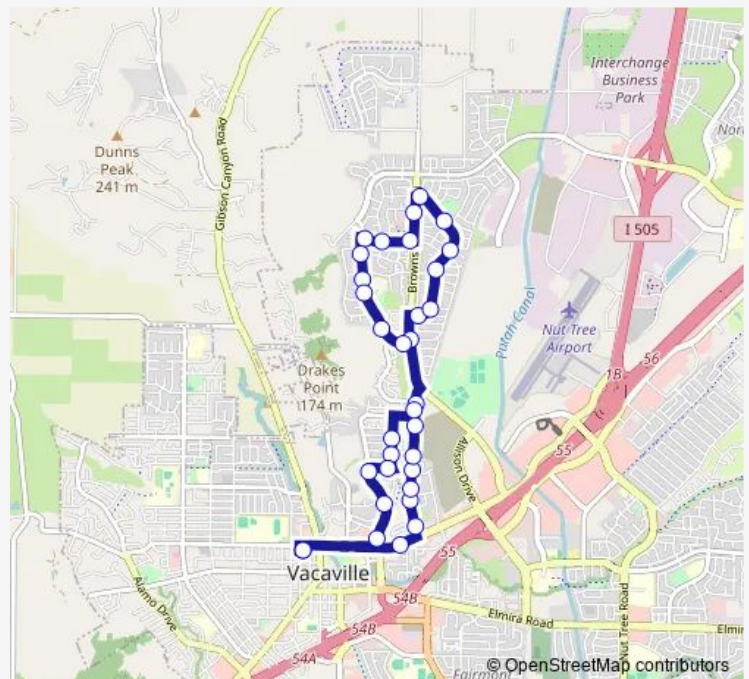 Interchange
Business
Park
Nor
Dunns
Peak
241 m
Gibson Canyon Road
I 505
Browns
Putah Canal
Nut Tree
Airport
56
1B
Drakes
Point
174 m
55
Allison Drive
55
Vacaville
Alamo Drive
54B
Elmira Road
Elmir
Nut Tree Road
54B
54A
Fairmont
© OpenStreetMap contributors